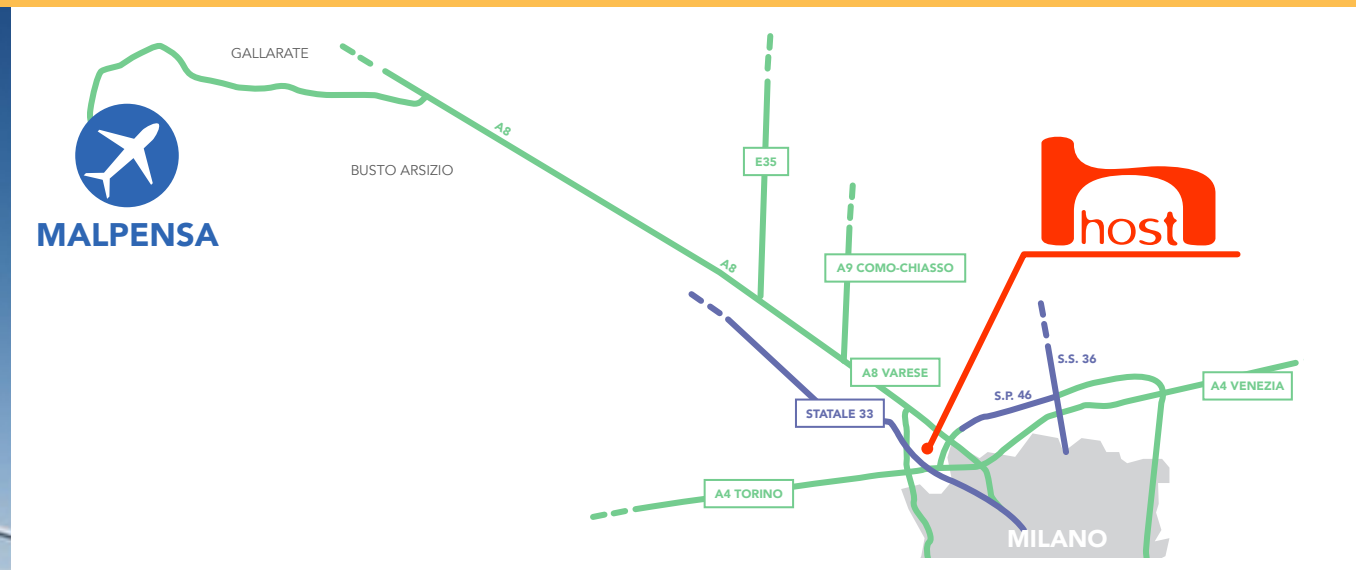 GALLARATE
A8
BUSTO ARSIZIO
E35
MALPENSA
host
A8
A9 COMO-CHIASSO
S.S. 36
A8 VARESE
A4 VENEZIA
S.P. 46
STATALE 33
A4 TORINO
MILANO